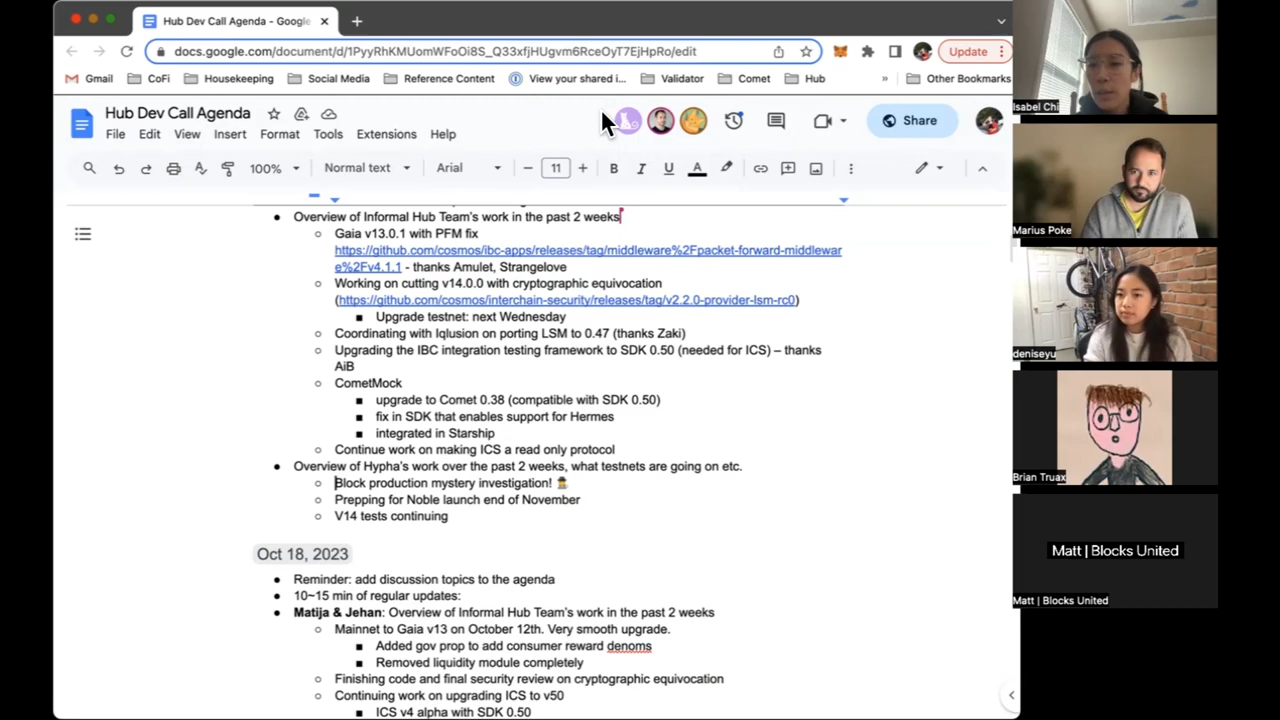 Hub Dev Call Agenda - Google
docs.google.com/document/d/1PyyRhKMUomWFoOi8S_Q33xfjHUgvm6RceOyT7EjHpRo/edit
Update
Gmail CoFi Housekeeping Social Media Reference Content View your shared i... Validator Comet Hub » Other Bookmarks
Hub Dev Call Agenda
File Edit View Insert Format Tools Extensions Help
Share
100% Normal text Arial 11 B I U A
Overview of Informal Hub Team's work in the past 2 weeks
Gaia v13.0.1 with PFM fix
https://github.com/cosmos/ibc-apps/releases/tag/middleware%2Fpacket-forward-middlewar
e%2Fv4.1.1 - thanks Amulet, Strangelove
Working on cutting v14.0.0 with cryptographic equivocation
(https://github.com/cosmos/interchain-security/releases/tag/v2.2.0-provider-lsm-rc0)
Upgrade testnet: next Wednesday
Coordinating with Iqlusion on porting LSM to 0.47 (thanks Zaki)
Upgrading the IBC integration testing framework to SDK 0.50 (needed for ICS) – thanks
AiB
CometMock
upgrade to Comet 0.38 (compatible with SDK 0.50)
fix in SDK that enables support for Hermes
integrated in Starship
Continue work on making ICS a read only protocol
Overview of Hypha's work over the past 2 weeks, what testnets are going on etc.
Block production mystery investigation! 🕵️
Prepping for Noble launch end of November
V14 tests continuing
Oct 18, 2023
Reminder: add discussion topics to the agenda
10~15 min of regular updates:
Matija & Jehan: Overview of Informal Hub Team's work in the past 2 weeks
Mainnet to Gaia v13 on October 12th. Very smooth upgrade.
Added gov prop to add consumer reward denoms
Removed liquidity module completely
Finishing code and final security review on cryptographic equivocation
Continuing work on upgrading ICS to v50
ICS v4 alpha with SDK 0.50
Isabel Chi
Marius Poke
deniseyu
Brian Truax
Matt | Blocks United
Matt | Blocks United